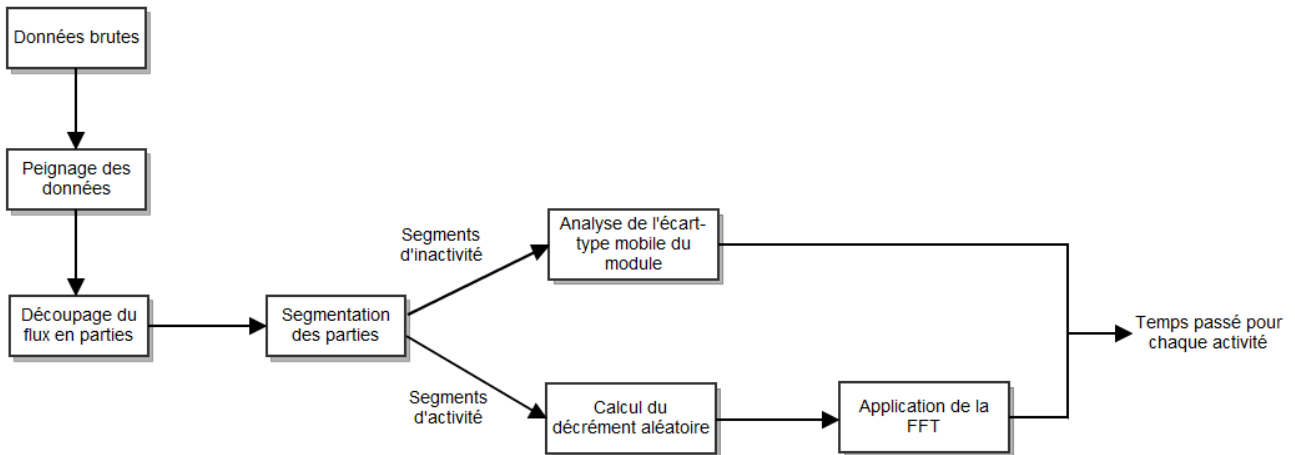 Données brutes
Peignage des
données
Découpage du
flux en parties
Segmentation
des parties
Segments
d'inactivité
Analyse de l'écart-
type mobile du
module
Segments
d'activité
Calcul du
décrément aléatoire
Application de la
FFT
Temps passé pour
chaque activité